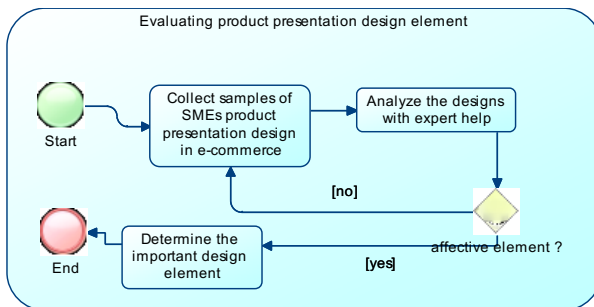 Evaluating product presentation design element
Collect samples of
SMEs product
presentation design
in e-commerce
Analyze the designs
with expert help
Start
[no]
affective element ?
Determine the
important design
element
[yes]
End